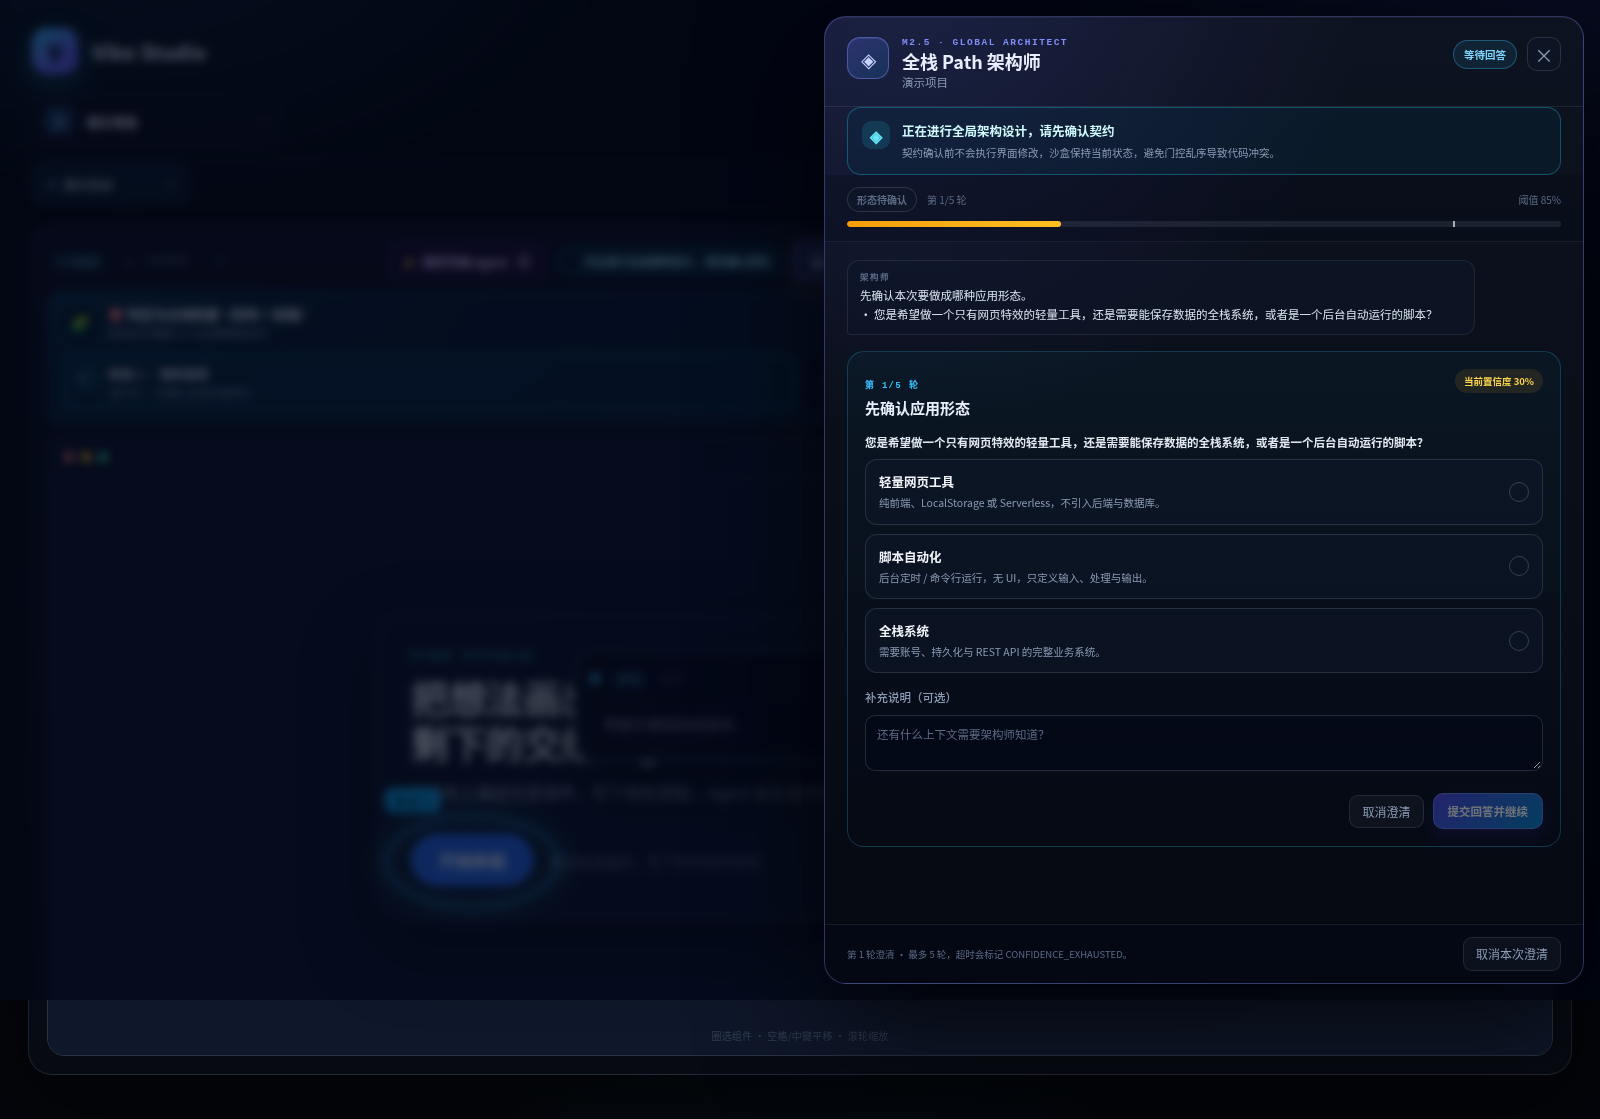 Vibe Studio
M2.5 · GLOBAL ARCHITECT
全栈 Path 架构师
演示项目
等待回答
正在进行全局架构设计，请先确认契约
契约确认前不会执行界面修改，沙盒保持当前状态，避免门控乱序导致代码冲突。
形态待确认
第 1/5 轮
阈值 85%
架构师
先确认本次要做成哪种应用形态。
• 您是希望做一个只有网页特效的轻量工具，还是需要能保存数据的全栈系统，或者是一个后台自动运行的脚本？
第 1/5 轮
当前置信度 30%
先确认应用形态
您是希望做一个只有网页特效的轻量工具，还是需要能保存数据的全栈系统，或者是一个后台自动运行的脚本？
轻量网页工具
纯前端、LocalStorage 或 Serverless，不引入后端与数据库。
脚本自动化
后台定时 / 命令行运行，无 UI，只定义输入、处理与输出。
全栈系统
需要账号、持久化与 REST API 的完整业务系统。
补充说明（可选）
还有什么上下文需要架构师知道？
取消澄清
提交回答并继续
第 1 轮澄清 · 最多 5 轮，超时会标记 CONFIDENCE_EXHAUSTED。
取消本次澄清
把想法画
剩下的交
圈选组件 · 空格/中键平移 · 滚轮缩放